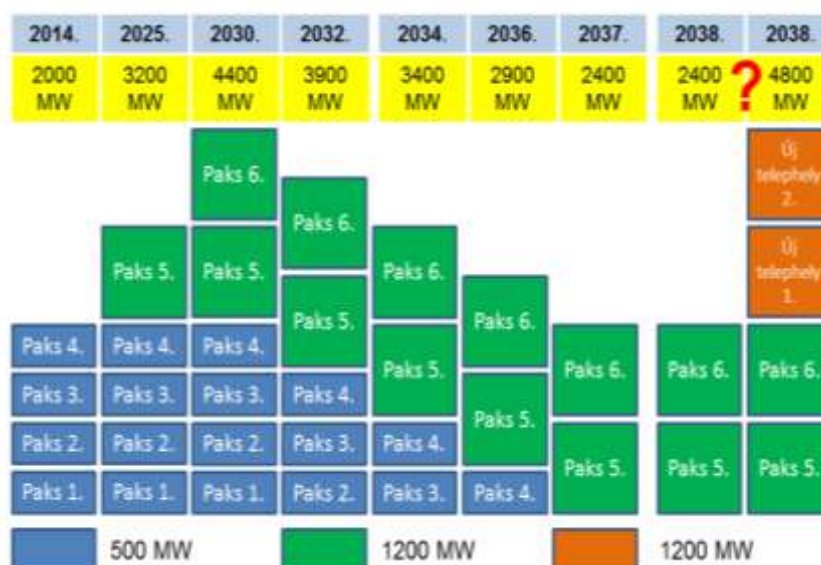 2014. 2025. 2030. 2032. 2034. 2036. 2037. 2038. 2038.
2000 3200 4400 3900 3400 2900 2400 2400 ? 4800
MW MW MW MW MW MW MW MW MW
Új
telephely
2.
Paks 6.
Paks 6.
Új
telephely
1.
Paks 5. Paks 5. Paks 6.
Paks 5. Paks 6.
Paks 4. Paks 4. Paks 4. Paks 5. Paks 6. Paks 6. Paks 6.
Paks 3. Paks 3. Paks 3. Paks 4.
Paks 2. Paks 2. Paks 2. Paks 3. Paks 4. Paks 5.
Paks 5. Paks 5. Paks 5.
Paks 1. Paks 1. Paks 1. Paks 2. Paks 3. Paks 4.
500 MW 1200 MW 1200 MW